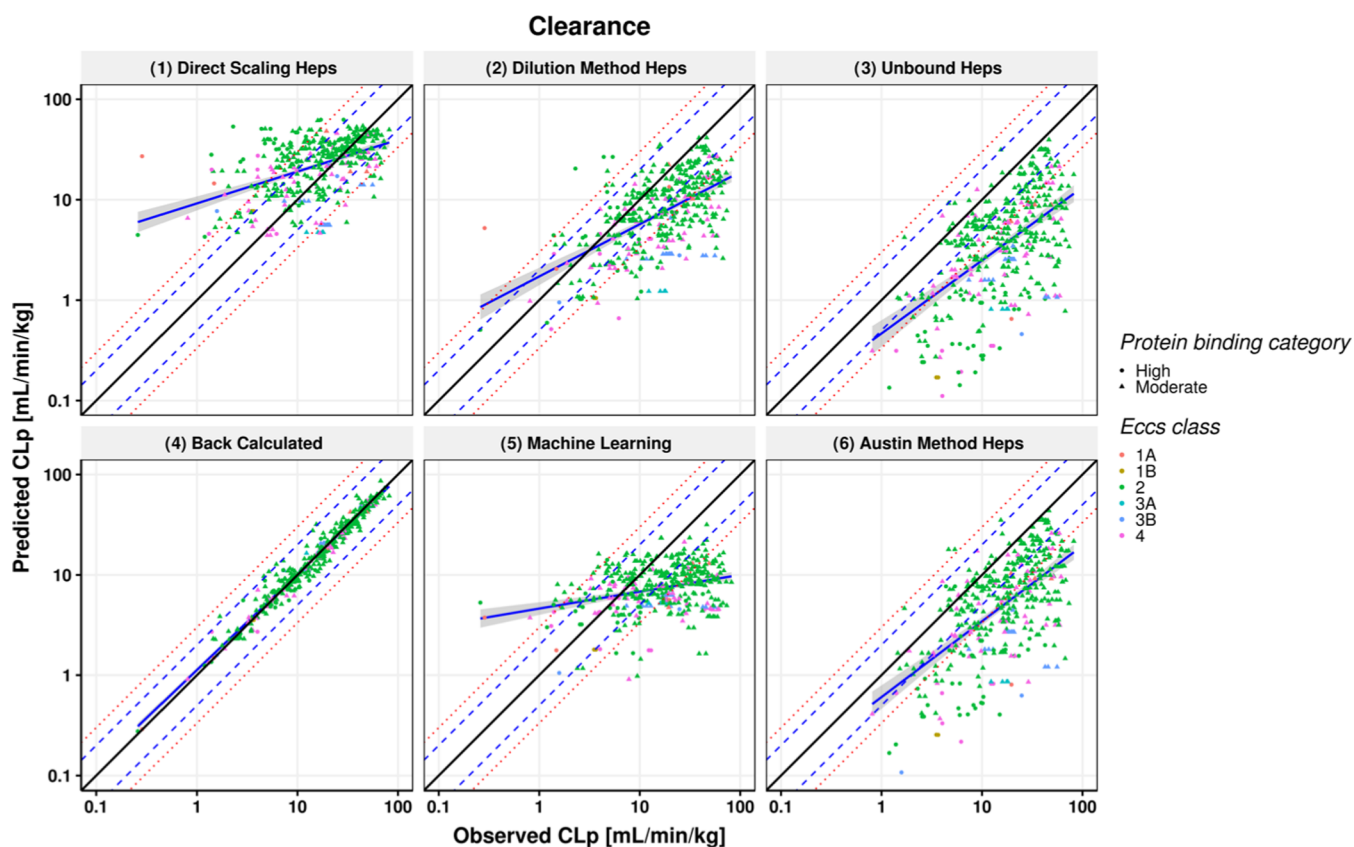 Clearance
(1) Direct Scaling Heps
(2) Dilution Method Heps
(3) Unbound Heps
100
10
1
0.1
(4) Back Calculated
(5) Machine Learning
(6) Austin Method Heps
100
10
1
0.1
0.1 1 10 100
0.1 1 10 100
0.1 1 10 100
Predicted CLp [mL/min/kg]
Observed CLp [mL/min/kg]
Protein binding category
High
Moderate
Eccs class
1A
1B
2
3A
3B
4